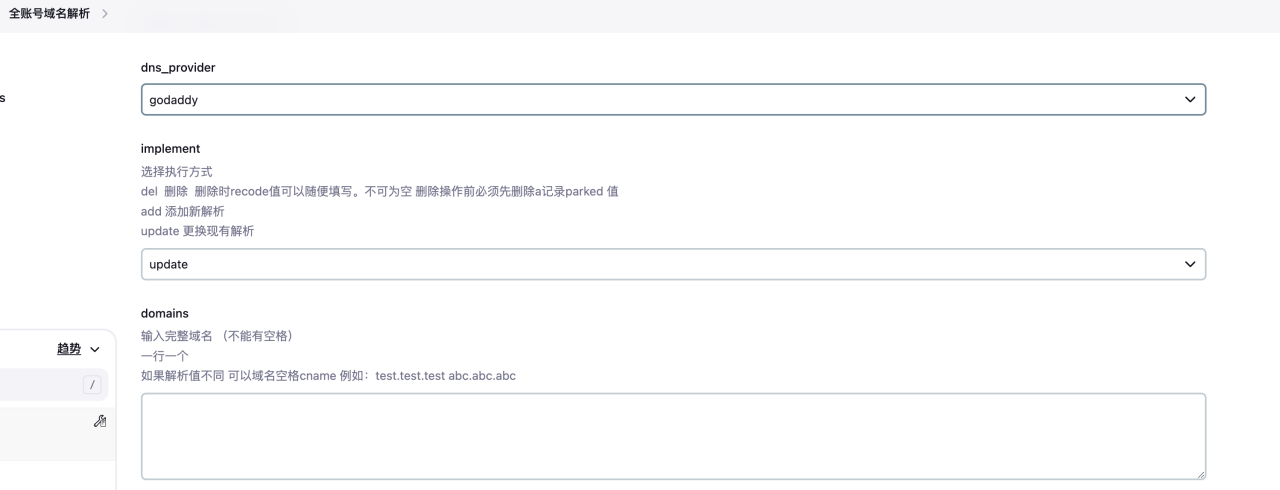 全账号域名解析
dns_provider
s
godaddy
implement
选择执行方式
del 删除 删除时recode值可以随便填写。不可为空 删除操作前必须先删除a记录parked 值
add 添加新解析
update 更换现有解析
update
domains
输入完整域名 （不能有空格）
一行一个
如果解析值不同 可以域名空格cname 例如：test.test.test abc.abc.abc
趋势
/